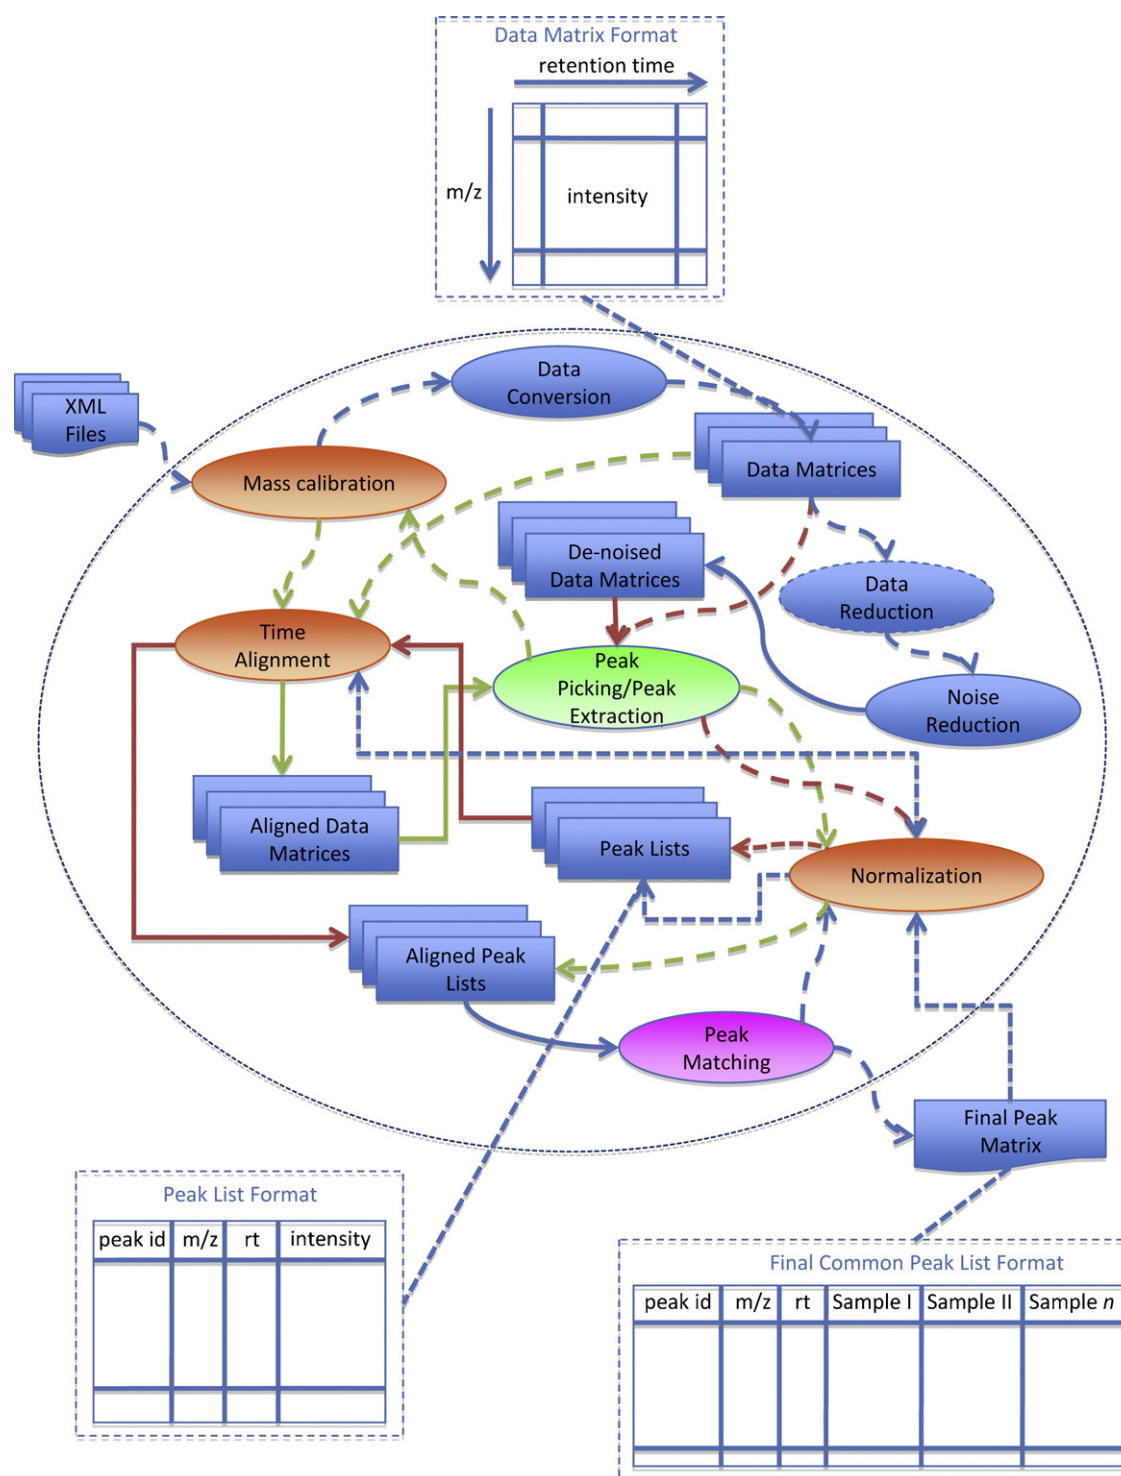 Data Matrix Format
retention time
m/z
intensity
Data
Conversion
XML
Files
Mass calibration
Data Matrices
De-noised
Data Matrices
Data
Reduction
Time
Alignment
Peak
Picking/Peak
Extraction
Noise
Reduction
Aligned Data
Matrices
Peak Lists
Normalization
Aligned Peak
Lists
Peak
Matching
Final Peak
Matrix
Peak List Format
peak id m/z rt intensity
Final Common Peak List Format
peak id m/z rt Sample I Sample II Sample n